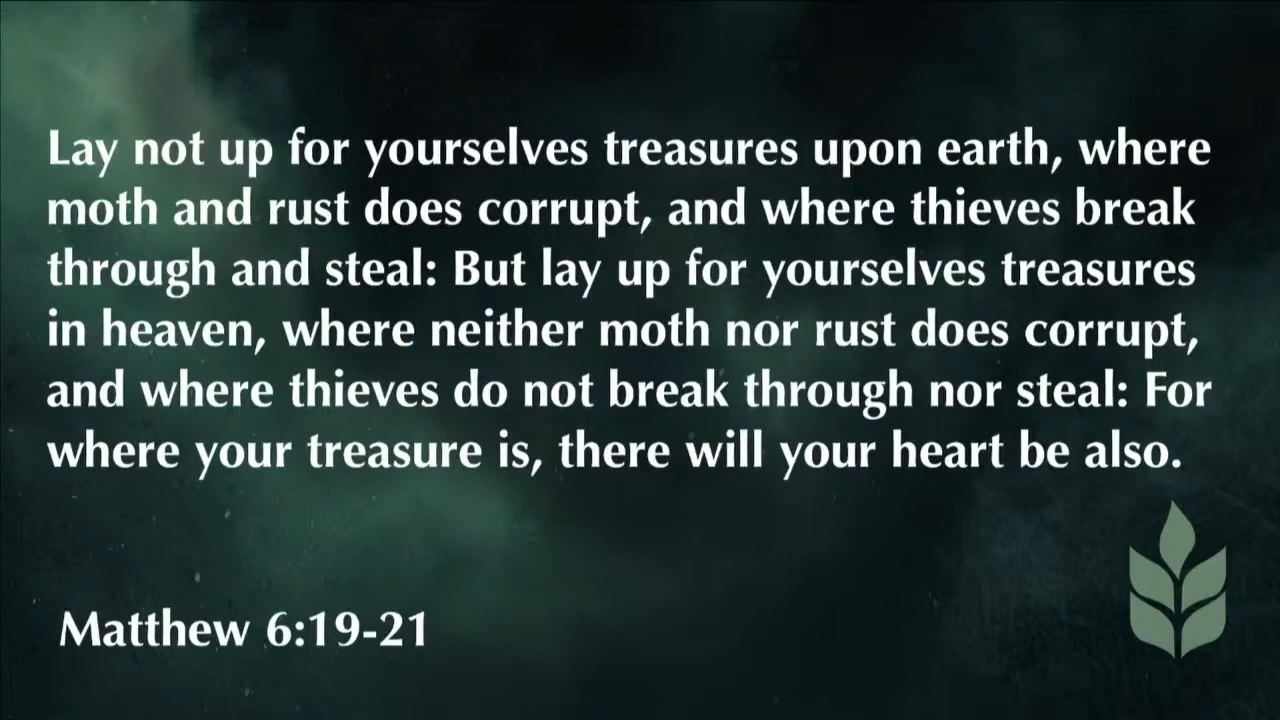 Lay not up for yourselves treasures upon earth, where
moth and rust does corrupt, and where thieves break
through and steal: But lay up for yourselves treasures
in heaven, where neither moth nor rust does corrupt,
and where thieves do not break through nor steal: For
where your treasure is, there will your heart be also.
Matthew 6:19-21